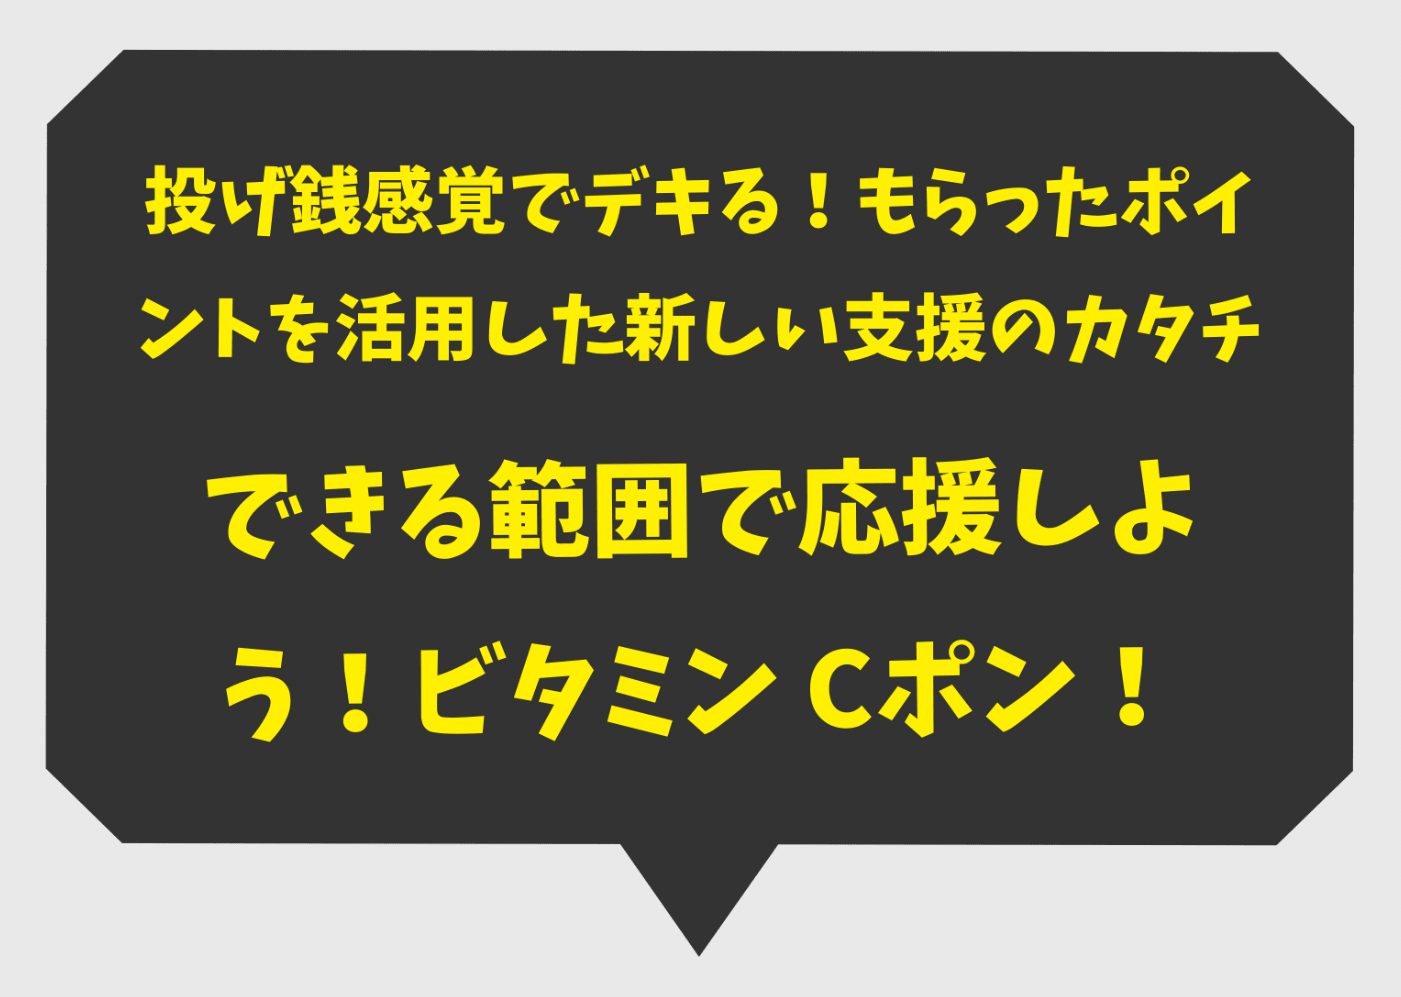 投げ銭感覚でデキる！もらったポイ
ントを活用した新しい支援のカタチ
できる範囲で応援しよ
う！ビタミンCポン！